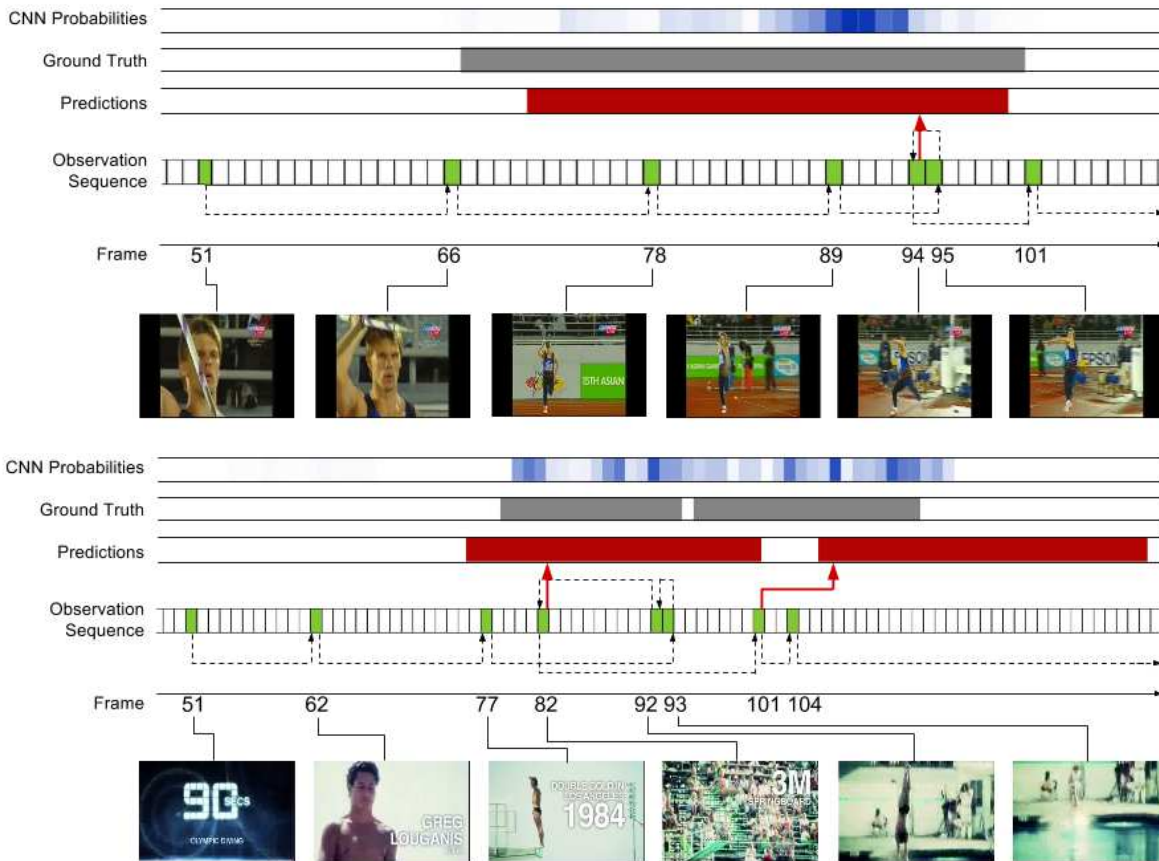 CNN Probabilities
Ground Truth
Predictions
Observation
Sequence
Frame
51
66
78
89
94
95
101
15TH ASIAN
EPSON
EPSON
CNN Probabilities
Ground Truth
Predictions
Observation
Sequence
Frame
51
62
77
82
92
93
101
104
90 SECS
OLYMPIC DIVING
GREG
LOUGANIS
DOUBLE GOLD IN
LOS ANGELES
1984
3M
SPRINGBOARD